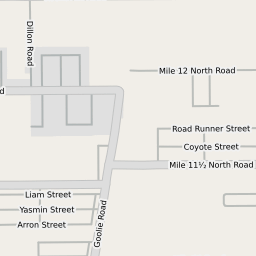 Dillon Road
Mile 12 North Road
Road Runner Street
Coyote Street
Mile 11½ North Road
Liam Street
Yasmin Street
Arron Street
Goolie Road